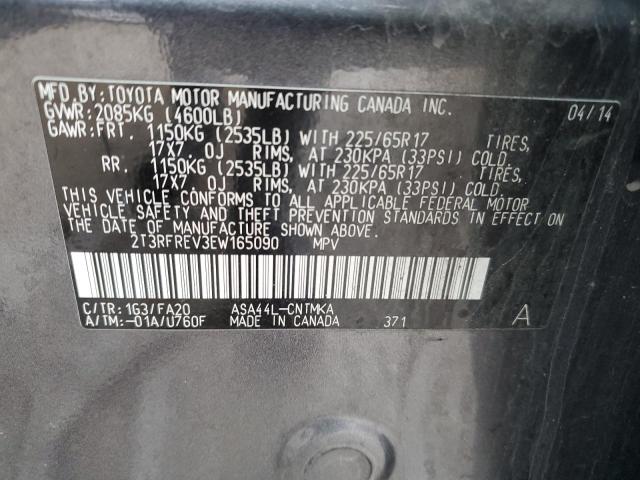 MFD.BY:TOYOTA MOTOR MANUFACTURING CANADA INC.
GVWR:2085KG (4600LB) 04/14
GAWR:FRT. 1150KG (2535LB) WITH 225/65R17 TIRES,
17X7.0J RIMS, AT 230KPA (33PSI) COLD.
RR. 1150KG (2535LB) WITH 225/65R17 TIRES,
17X7.0J RIMS, AT 230KPA (33PSI) COLD.
THIS VEHICLE CONFORMS TO ALL APPLICABLE FEDERAL MOTOR
VEHICLE SAFETY AND THEFT PREVENTION STANDARDS IN EFFECT ON
THE DATE OF MANUFACTURE SHOWN ABOVE.
2T3RFREV3EW165090 MPV
C/TR:1G3/FA20 ASA44L-CNTMKA
A/TM:-01A/U760F MADE IN CANADA 371 A